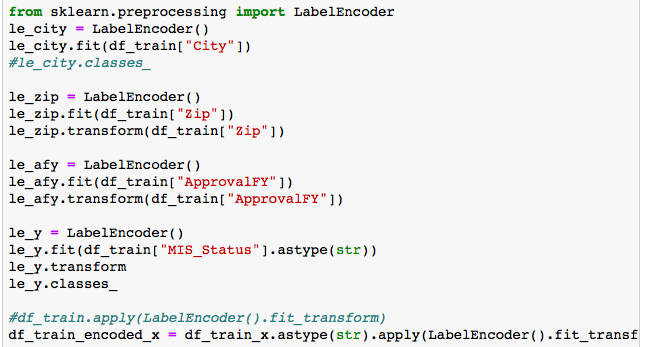 from sklearn.preprocessing import LabelEncoder
le_city = LabelEncoder()
le_city.fit(df_train["City"])
#le_city.classes_
le_zip = LabelEncoder()
le_zip.fit(df_train["Zip"])
le_zip.transform(df_train["Zip"])
le_afy = LabelEncoder()
le_afy.fit(df_train["ApprovalFY"])
le_afy.transform(df_train["ApprovalFY"])
le_y = LabelEncoder()
le_y.fit(df_train["MIS_Status"].astype(str))
le_y.transform
le_y.classes_
#df_train.apply(LabelEncoder().fit_transform)
df_train_encoded_x = df_train_x.astype(str).apply(LabelEncoder().fit_transf